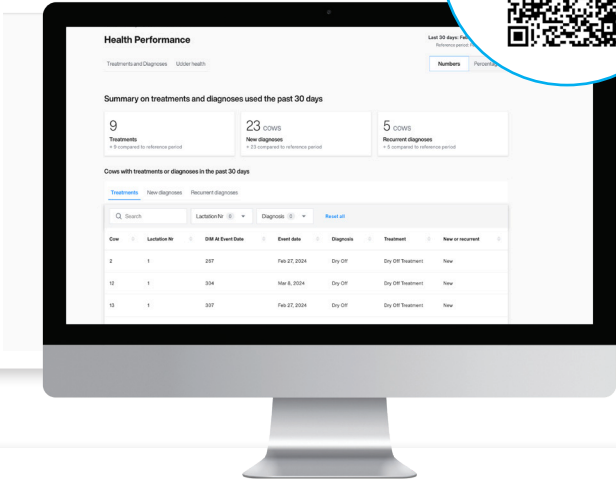 Health Performance
Last 30 days: Feb
Reference period
Treatments and Diagnoses Udder health
Numbers Percentag
Summary on treatments and diagnoses used the past 30 days
9
Treatments
+ 9 compared to reference period
23 cows
New diagnoses
+ 23 compared to reference period
5 cows
Recurrent diagnoses
+ 5 compared to reference period
Cows with treatments or diagnoses in the past 30 days
Treatments New diagnoses Recurrent diagnoses
Search Lactation Nr Diagnosis Reset all
Cow Lactation Nr DIM At Event Date Event date Diagnosis Treatment New or recurrent
2 1 297 Feb 27, 2024 Dry Off Dry Off Treatment New
10 1 304 Mar 8, 2024 Dry Off Dry Off Treatment New
13 1 307 Feb 27, 2024 Dry Off Dry Off Treatment New